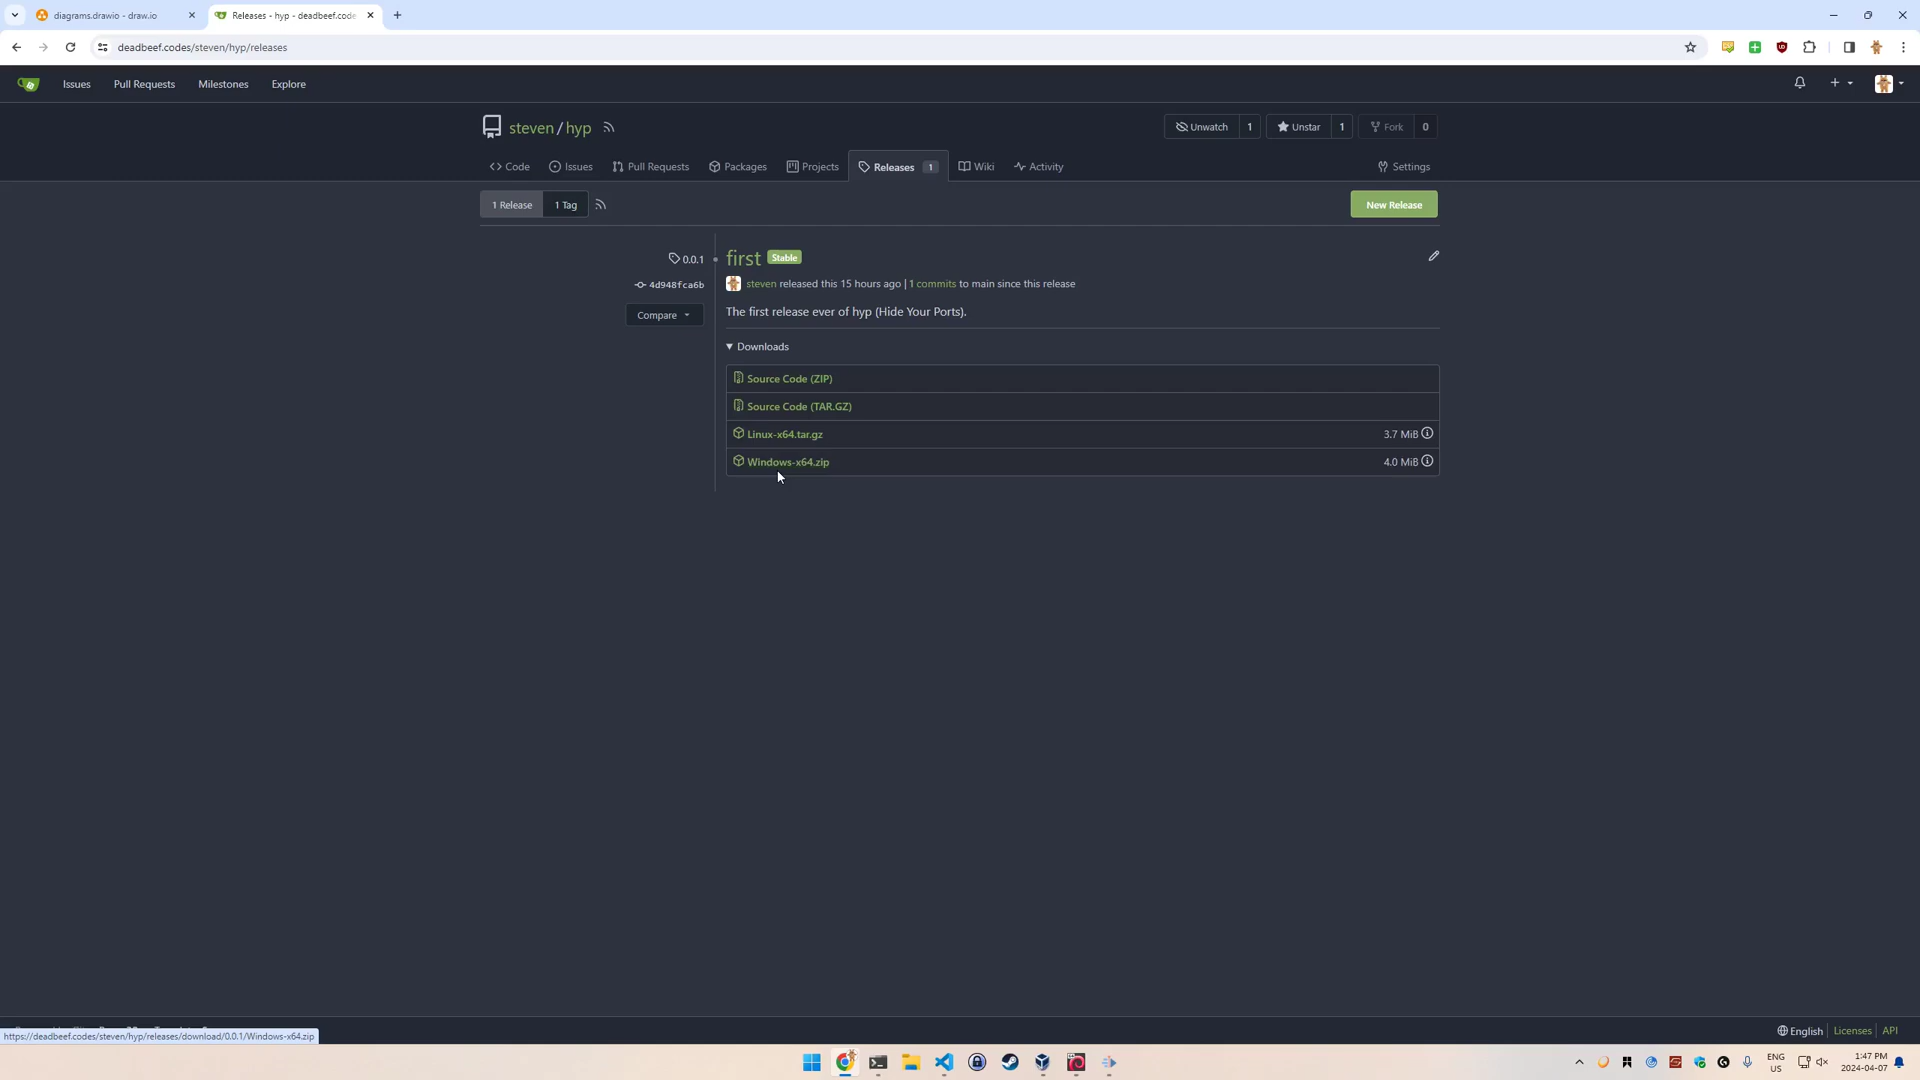 diagrams.drawio - draw.io
Releases - hyp - deadbeef.code
deadbeef.codes/steven/hyp/releases
Issues
Pull Requests
Milestones
Explore
steven / hyp
Unwatch 1
Unstar 1
Fork 0
Code
Issues
Pull Requests
Packages
Projects
Releases 1
Wiki
Activity
Settings
1 Release
1 Tag
New Release
0.0.1
first Stable
4d948fca6b
steven released this 15 hours ago | 1 commits to main since this release
Compare
The first release ever of hyp (Hide Your Ports).
Downloads
Source Code (ZIP)
Source Code (TAR.GZ)
Linux-x64.tar.gz 3.7 MiB
Windows-x64.zip 4.0 MiB
English
Licenses
API
https://deadbeef.codes/steven/hyp/releases/download/0.0.1/Windows-x64.zip
ENG
US
1:47 PM
2024-04-07